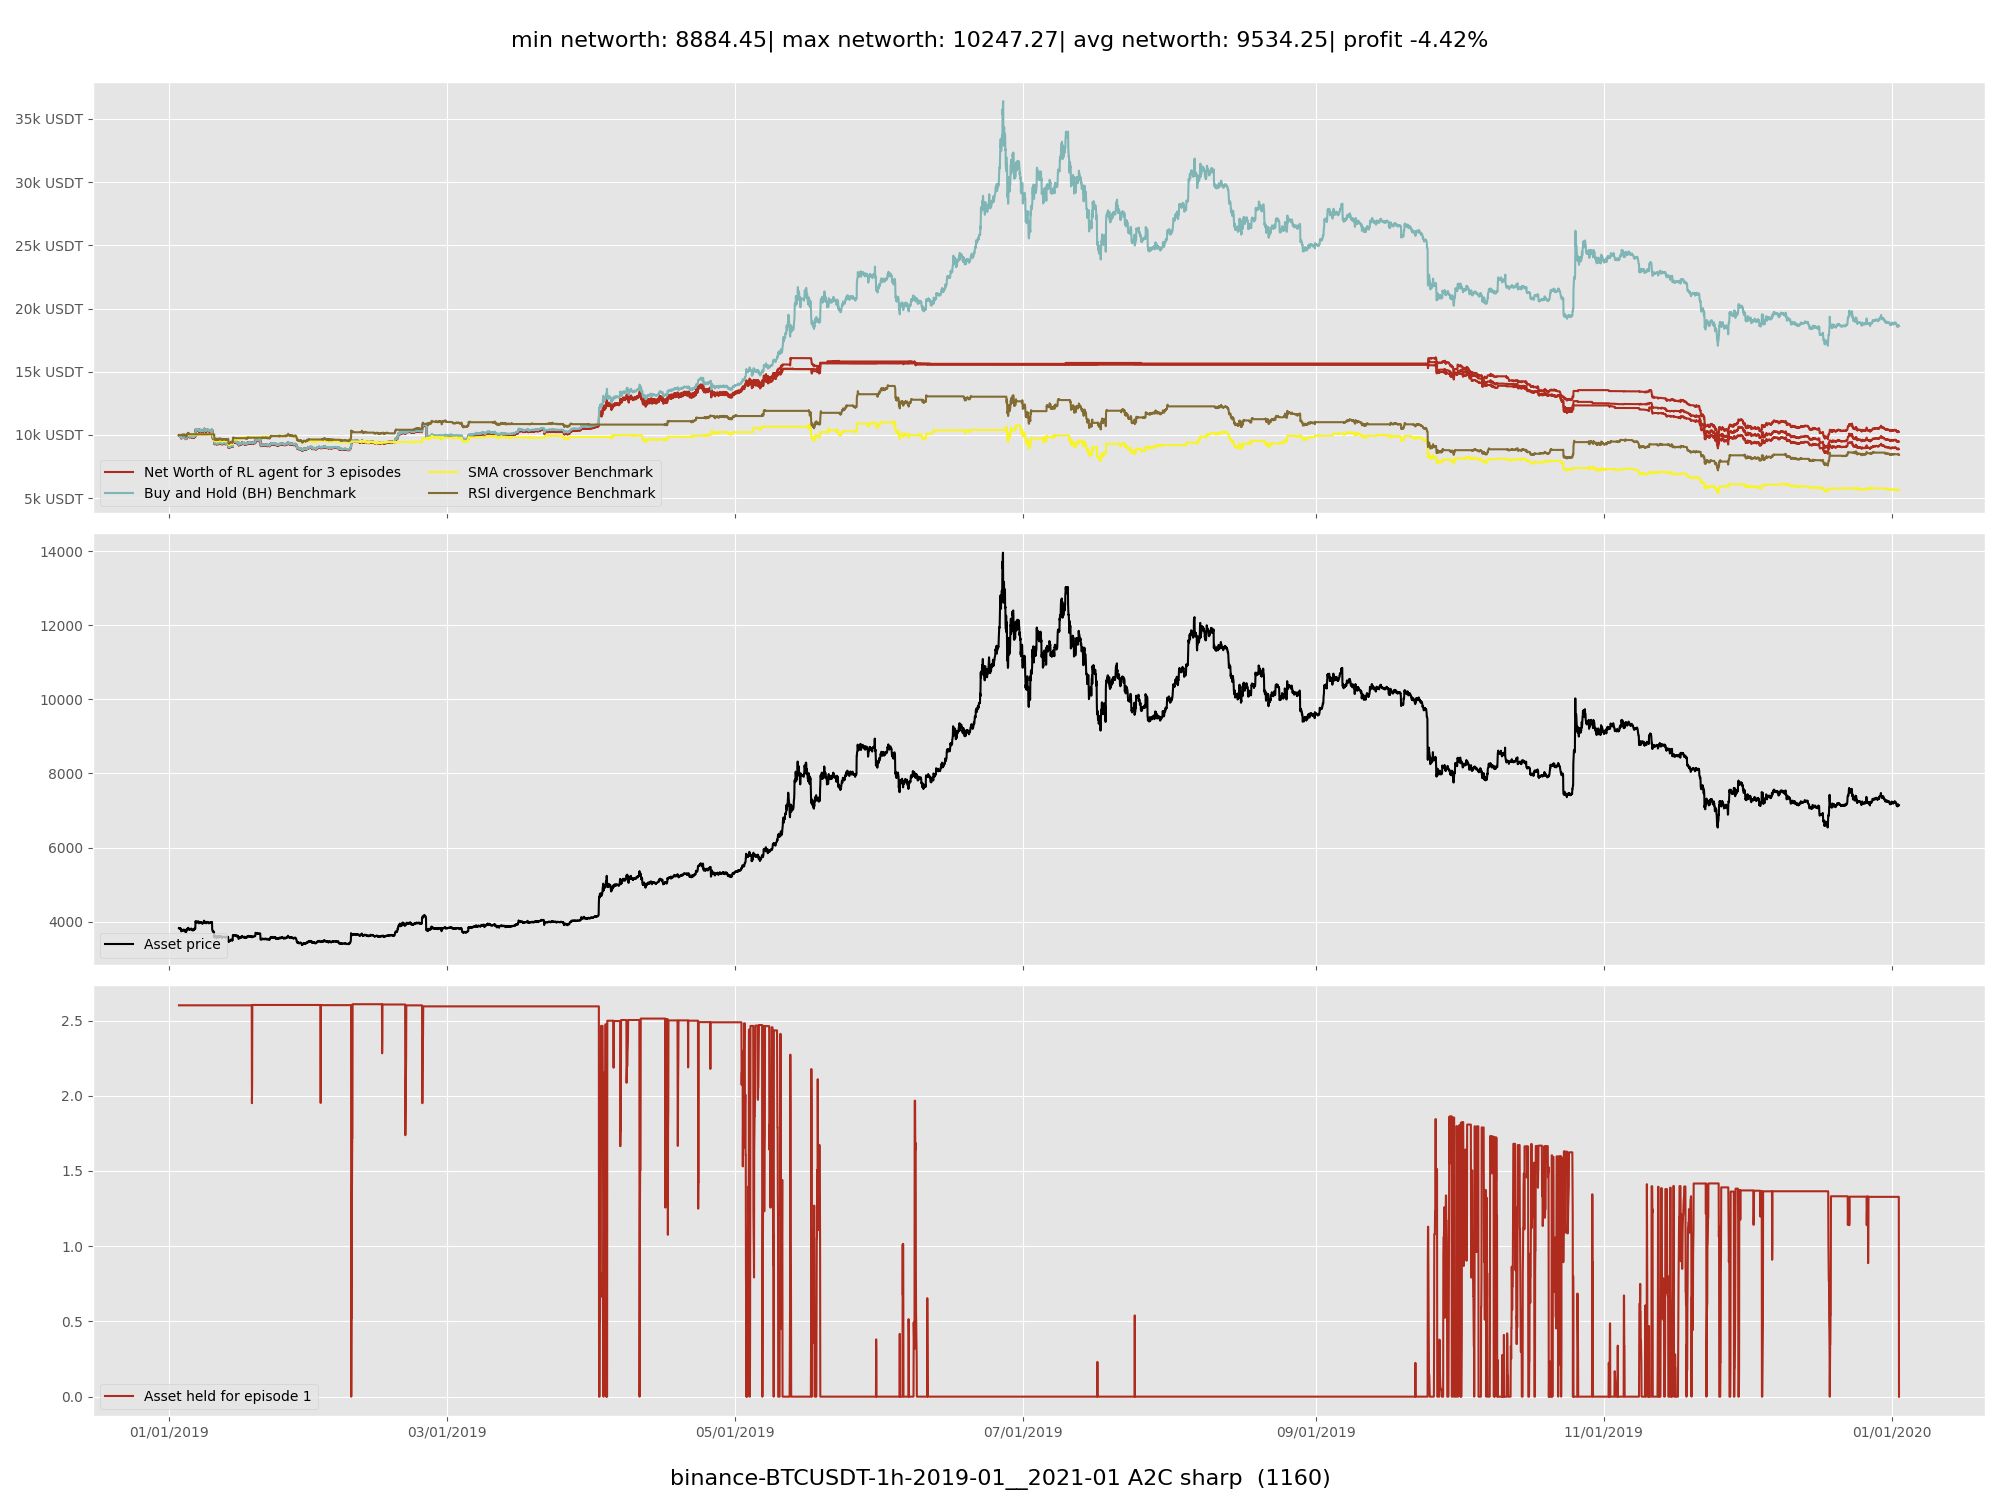 min networth: 8884.45| max networth: 10247.27| avg networth: 9534.25| profit -4.42%
35k USDT
30k USDT
25k USDT
20k USDT
15k USDT
10k USDT
5k USDT
Net Worth of RL agent for 3 episodes
Buy and Hold (BH) Benchmark
SMA crossover Benchmark
RSI divergence Benchmark
14000
12000
10000
8000
6000
4000
Asset price
2.5
2.0
1.5
1.0
0.5
0.0
Asset held for episode 1
01/01/2019 03/01/2019 05/01/2019 07/01/2019 09/01/2019 11/01/2019 01/01/2020
binance-BTCUSDT-1h-2019-01__2021-01 A2C sharp (1160)